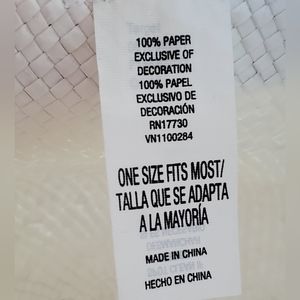 100% PAPER
EXCLUSIVE OF
DECORATION
100% PAPEL
EXCLUSIVO DE
DECORACIÓN
RN17730
VN1100284
ONE SIZE FITS MOST/
TALLA QUE SE ADAPTA
A LA MAYORÍA
MADE IN CHINA
HECHO EN CHINA